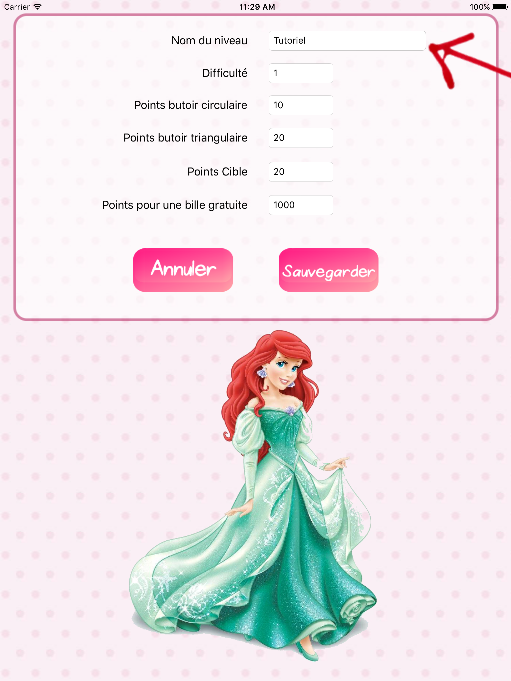 Carrier 11:29 AM 100%
Nom du niveau Tutoriel
Difficulté 1
Points butoir circulaire 10
Points butoir triangulaire 20
Points Cible 20
Points pour une bille gratuite 1000
Annuler Sauvegarder